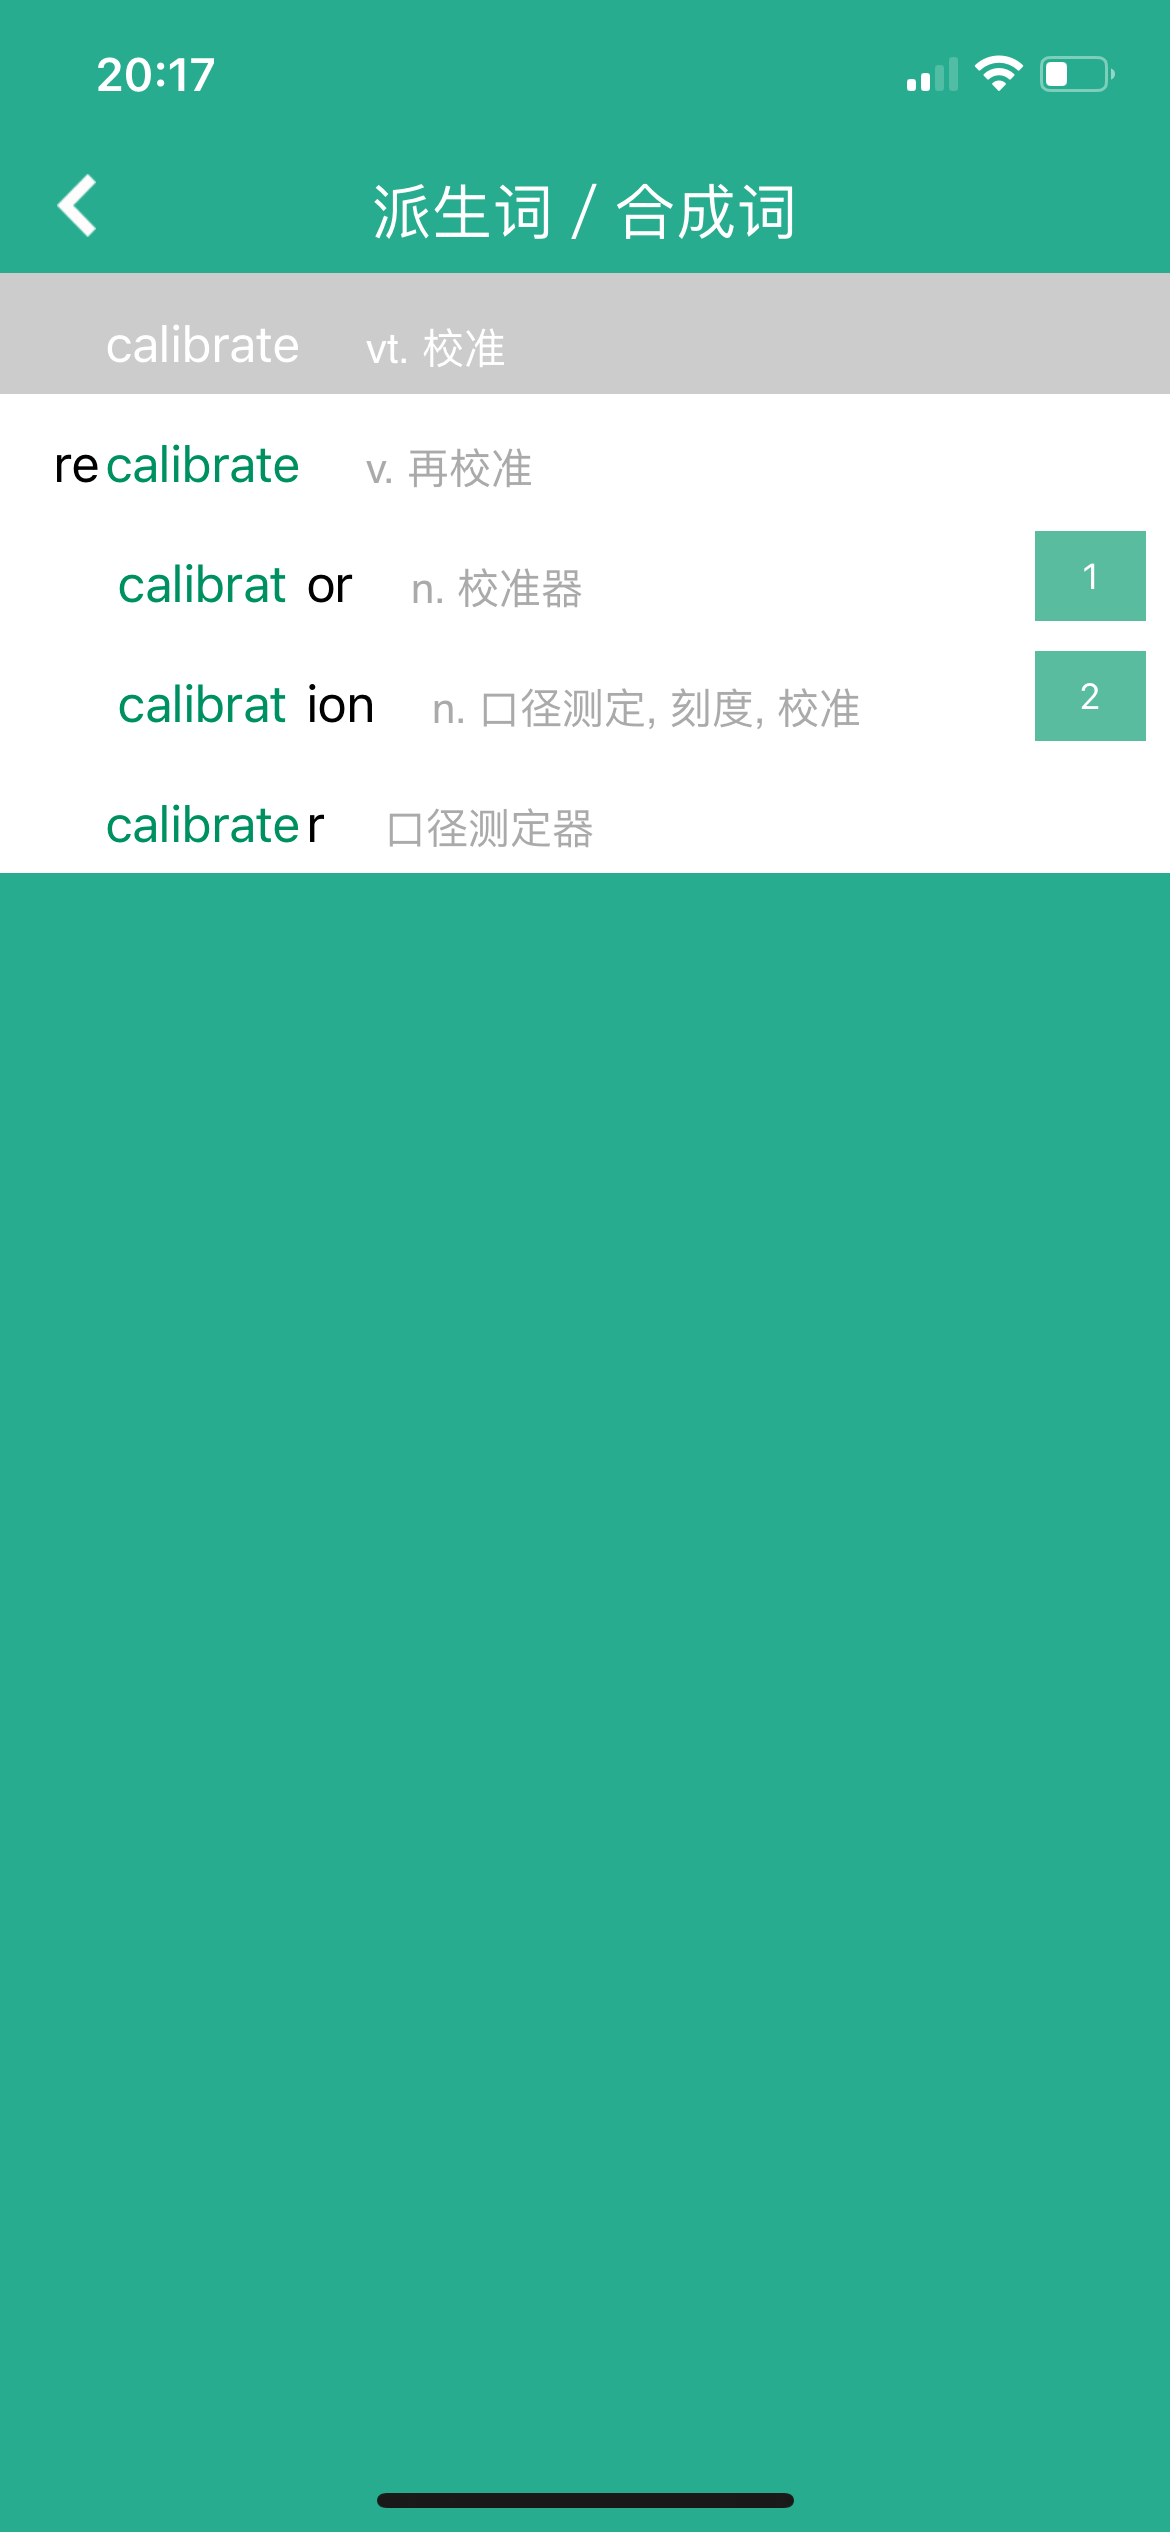 20:17
派生词 / 合成词
calibrate vt. 校准
recalibrate v. 再校准
calibrat or n. 校准器 1
calibrat ion n. 口径测定, 刻度, 校准 2
calibrater 口径测定器